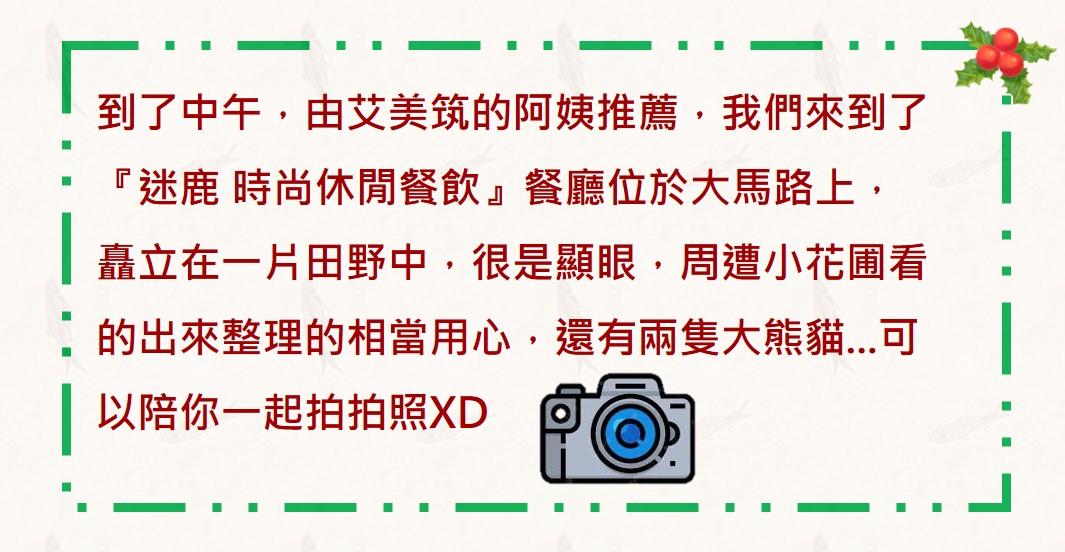 到了中午，由艾美筑的阿姨推薦，我們來到了
『迷鹿 時尚休閒餐飲』餐廳位於大馬路上，
矗立在一片田野中，很是顯眼，周遭小花圃看
的出來整理的相當用心，還有兩隻大熊貓...可
以陪你一起拍拍照XD